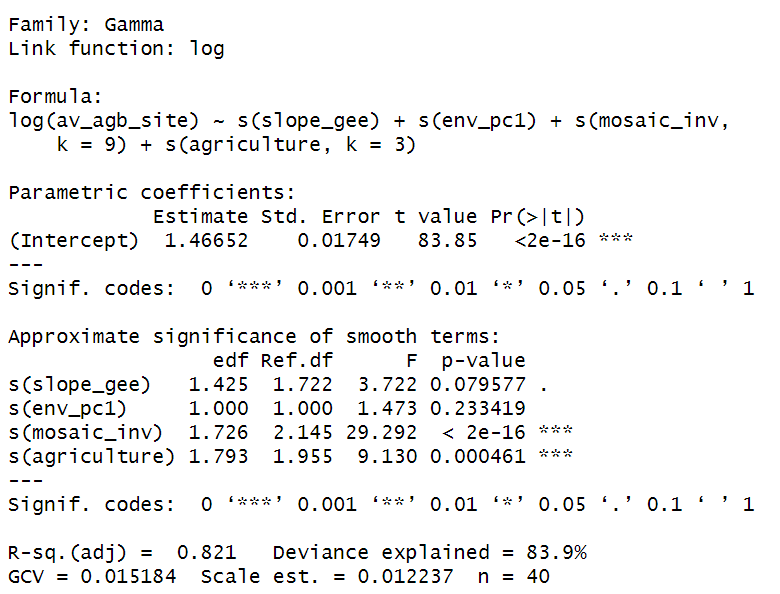 Family: Gamma
Link function: log

Formula:
log(av_agb_site) ~ s(slope_gee) + s(env_pc1) + s(mosaic_inv,
    k = 9) + s(agriculture, k = 3)

Parametric coefficients:
            Estimate Std. Error t value Pr(>|t|)
(Intercept)  1.46652    0.01749   83.85   <2e-16 ***
---
Signif. codes:  0 ‘***’ 0.001 ‘**’ 0.01 ‘*’ 0.05 ‘.’ 0.1 ‘ ’ 1

Approximate significance of smooth terms:
                 edf Ref.df      F  p-value
s(slope_gee)   1.425  1.722  3.722 0.079577 .
s(env_pc1)     1.000  1.000  1.473 0.233419
s(mosaic_inv)  1.726  2.145 29.292  < 2e-16 ***
s(agriculture) 1.793  1.955  9.130 0.000461 ***
---
Signif. codes:  0 ‘***’ 0.001 ‘**’ 0.01 ‘*’ 0.05 ‘.’ 0.1 ‘ ’ 1

R-sq.(adj) =  0.821   Deviance explained = 83.9%
GCV = 0.015184  Scale est. = 0.012237  n = 40